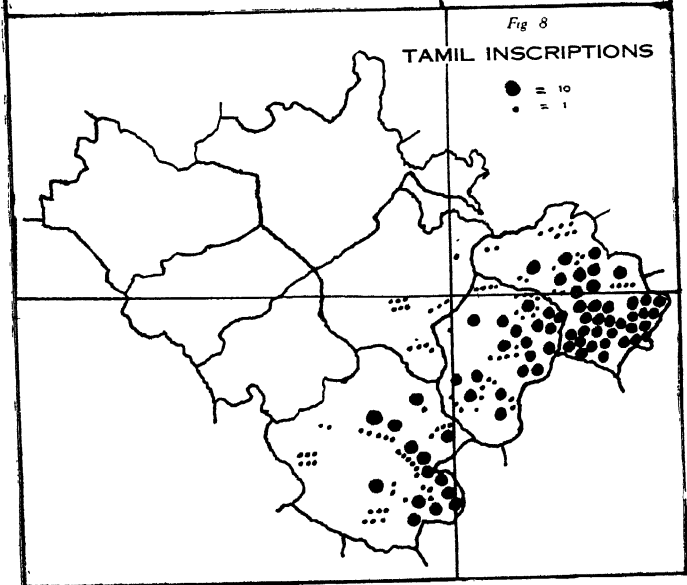 Fig 8
TAMIL INSCRIPTIONS
= 10
= 1